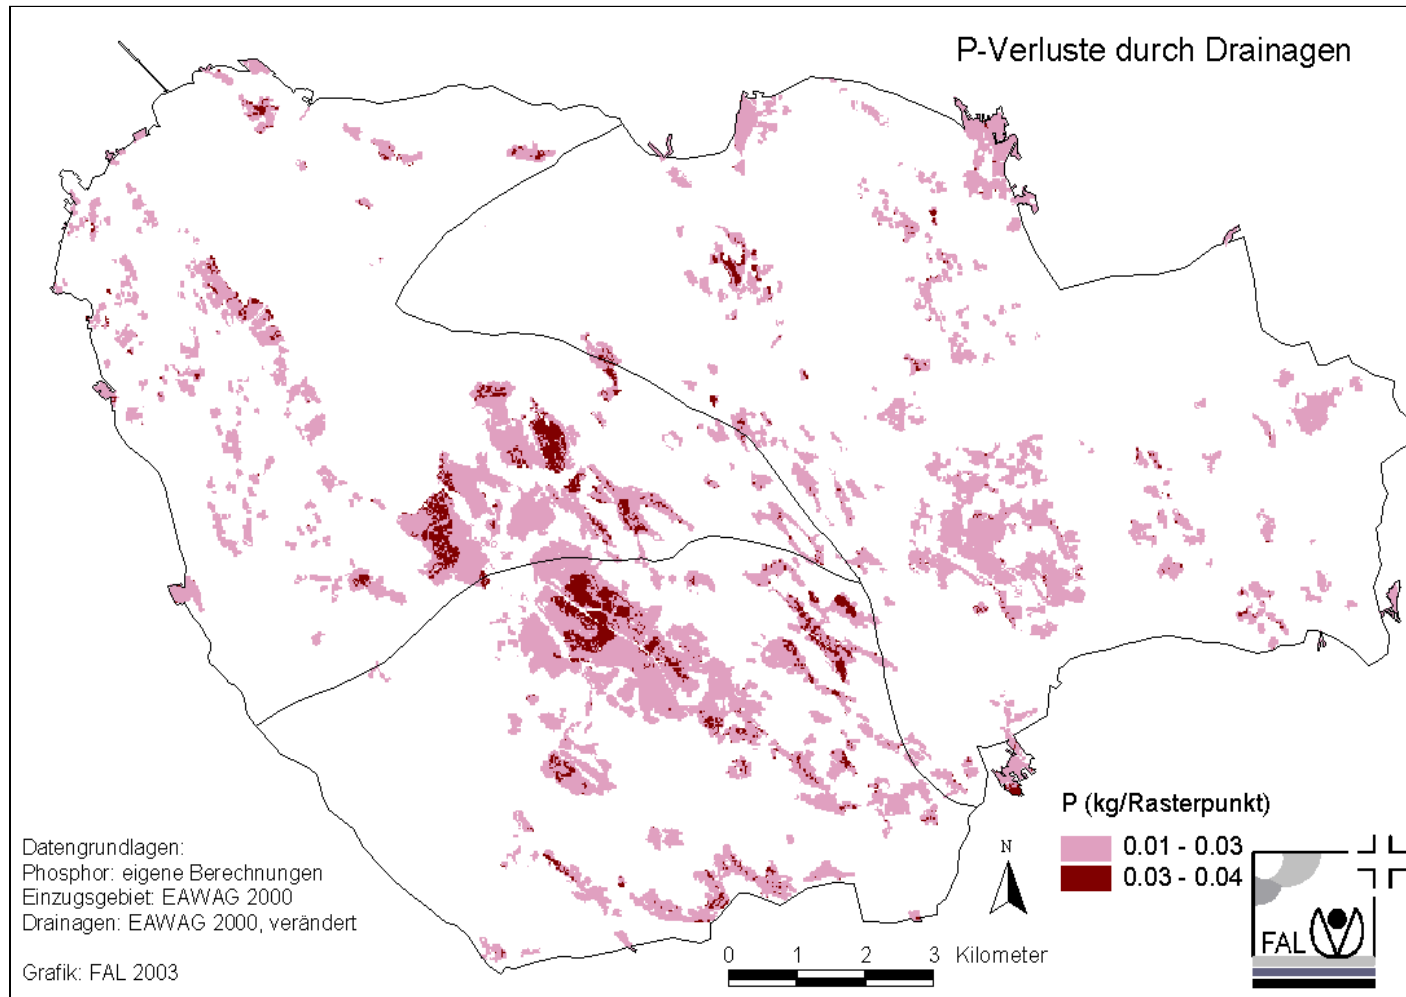 P-Verluste durch Drainagen
P (kg/Rasterpunkt)
0.01 - 0.03
0.03 - 0.04
N
0 1 2 3 Kilometer
Datengrundlagen:
Phosphor: eigene Berechnungen
Einzugsgebiet: EAWAG 2000
Drainagen: EAWAG 2000, verändert
Grafik: FAL 2003
FAL